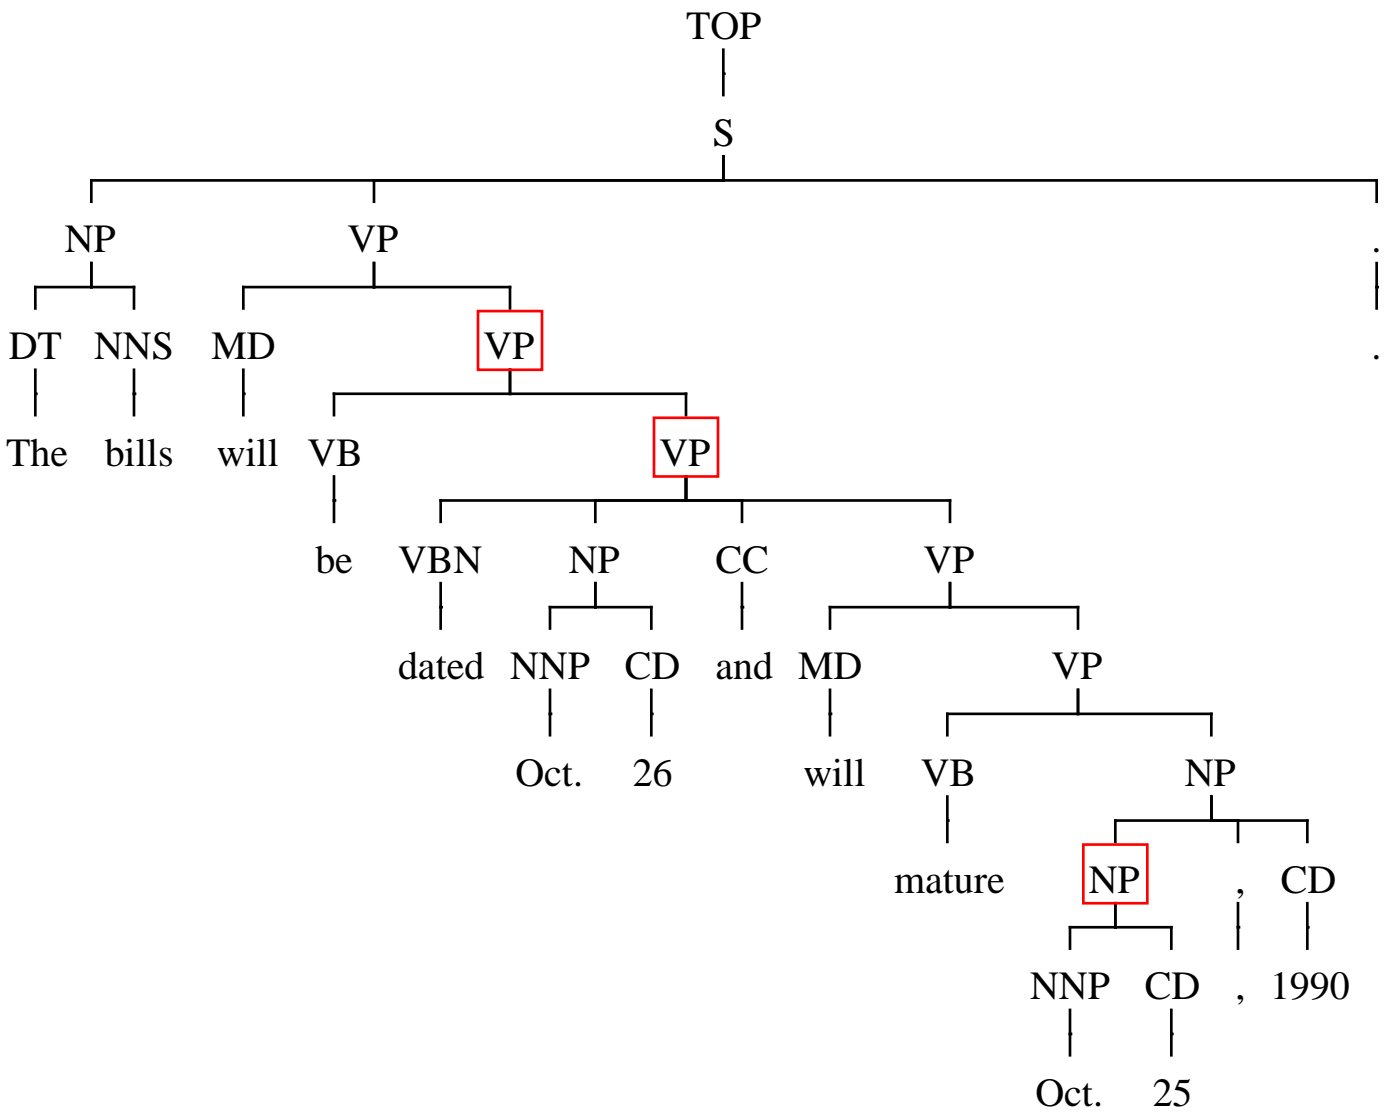 TOP
S
NP VP .
DT NNS MD VP .
The bills will VB VP
be VBN NP CC VP
dated NNP CD and MD VP
Oct. 26 will VB NP
mature NP , CD
NNP CD , 1990
Oct. 25